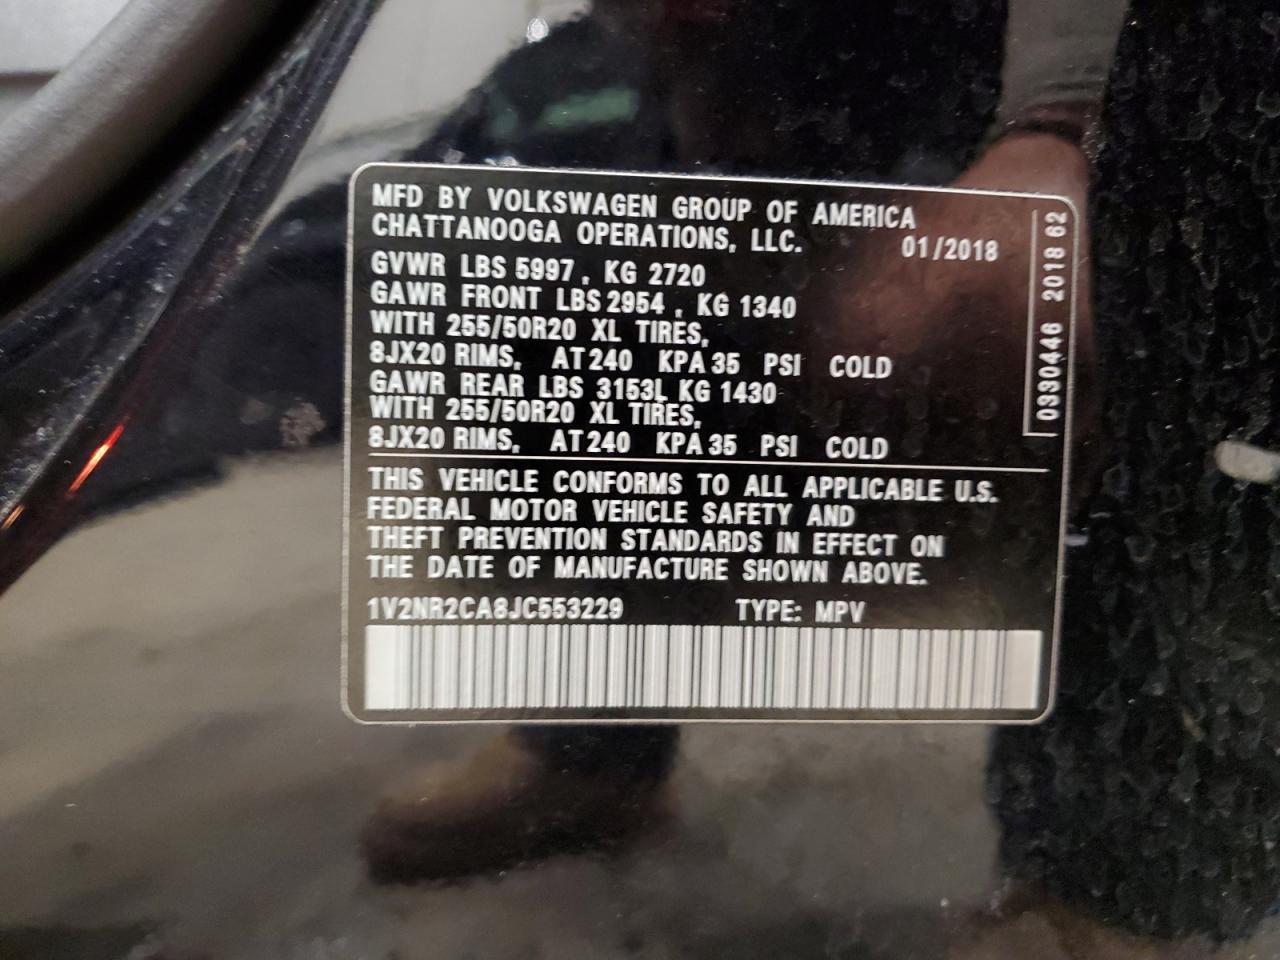 MFD BY VOLKSWAGEN GROUP OF AMERICA
CHATTANOOGA OPERATIONS, LLC. 01/2018
GVWR LBS 5997, KG 2720
GAWR FRONT LBS 2954, KG 1340
WITH 255/50R20 XL TIRES,
8JX20 RIMS, AT 240 KPA 35 PSI COLD
GAWR REAR LBS 3153L KG 1430
WITH 255/50R20 XL TIRES,
8JX20 RIMS, AT 240 KPA 35 PSI COLD
THIS VEHICLE CONFORMS TO ALL APPLICABLE U.S.
FEDERAL MOTOR VEHICLE SAFETY AND
THEFT PREVENTION STANDARDS IN EFFECT ON
THE DATE OF MANUFACTURE SHOWN ABOVE.
1V2NR2CA8JC553229 TYPE: MPV
0330446 2018 62